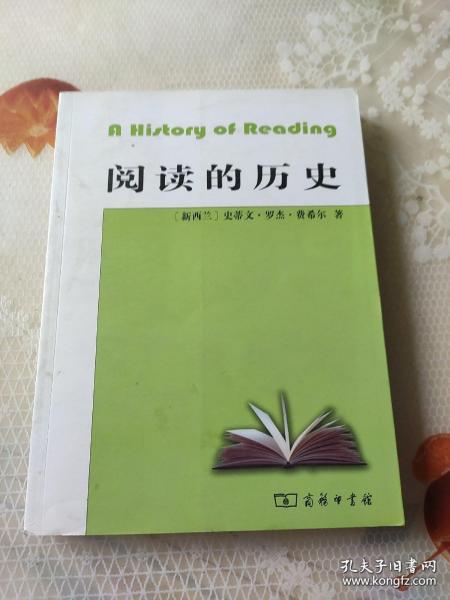 A History of Reading
阅读的历史
［新西兰］史蒂文·罗杰·费希尔 著
商务印书馆
孔夫子旧书网
www.kongfz.com